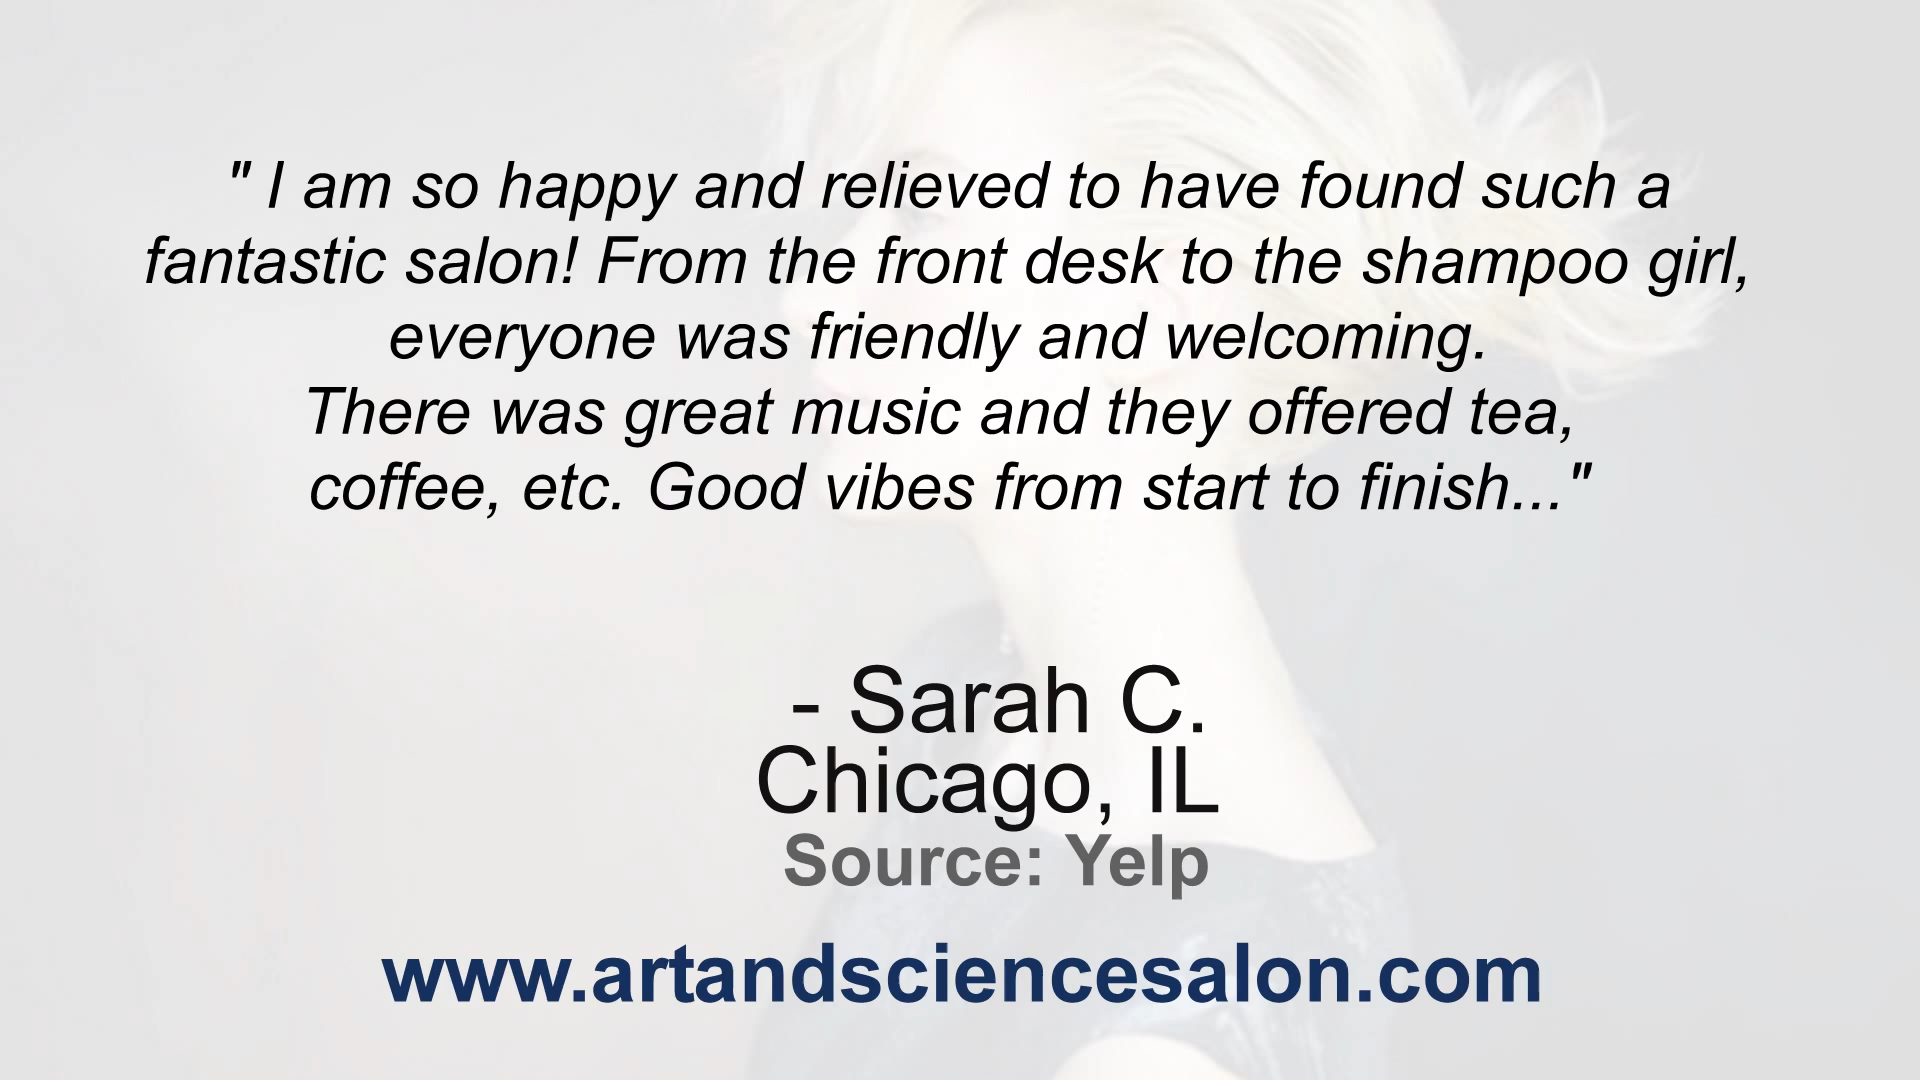 " I am so happy and relieved to have found such a
fantastic salon! From the front desk to the shampoo girl,
everyone was friendly and welcoming.
There was great music and they offered tea,
coffee, etc. Good vibes from start to finish..."
- Sarah C.
Chicago, IL
Source: Yelp
www.artandsciencesalon.com